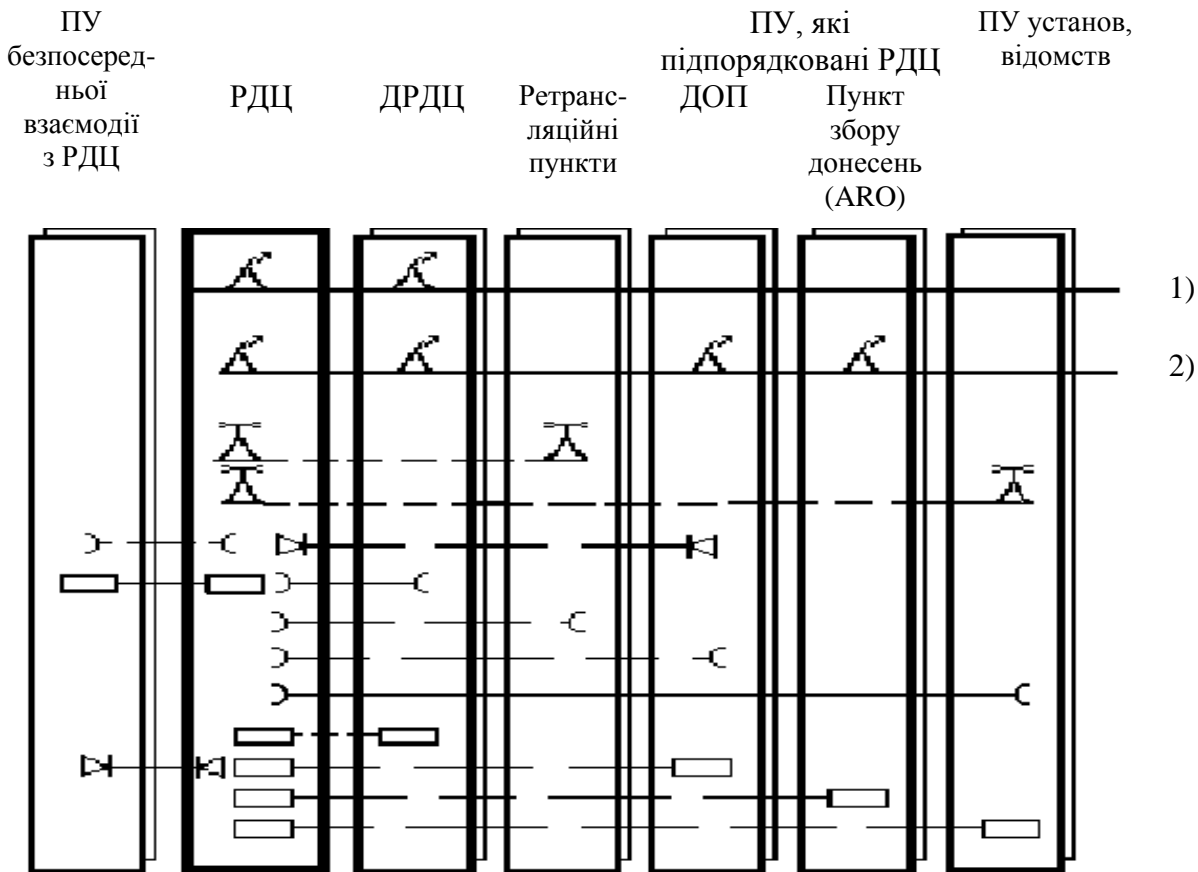 ПУ
безпосеред-
ньої
взаємодії
з РДЦ
РДЦ
ДРДЦ
Ретранс-
ляційні
пункти
ПУ, які
підпорядковані РДЦ
ДОП
Пункт
збору
донесень
(ARO)
ПУ установ,
відомств
1)
2)